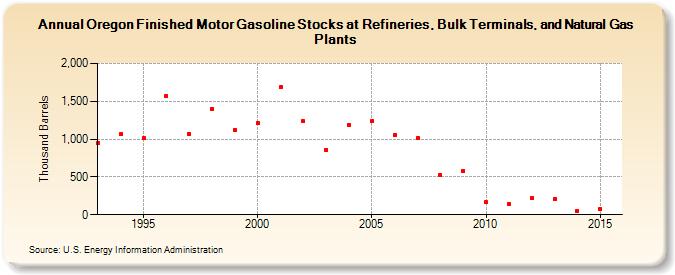 Annual Oregon Finished Motor Gasoline Stocks at Refineries, Bulk Terminals, and Natural Gas
Plants
Thousand Barrels
2,000
1,500
1,000
500
0
1995 2000 2005 2010 2015
Source: U.S. Energy Information Administration